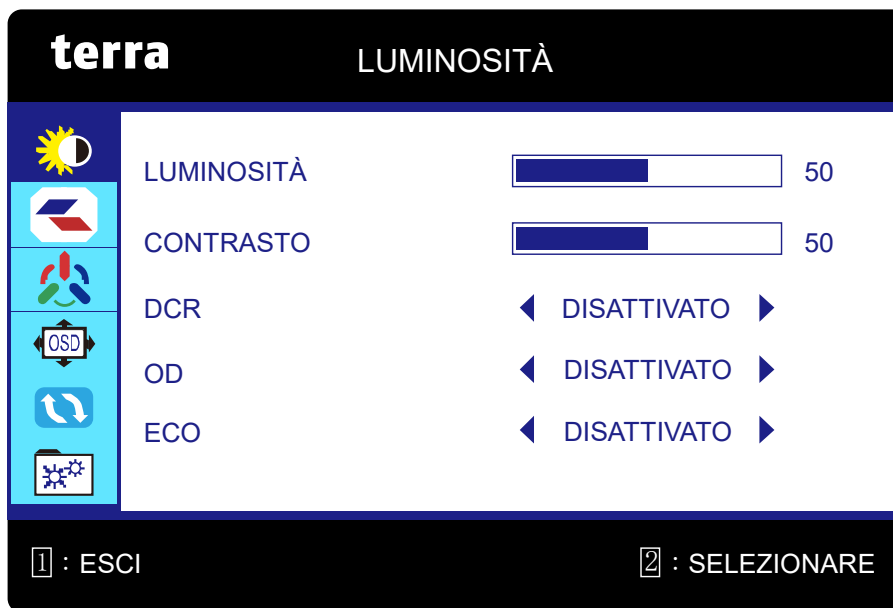 terra LUMINOSITÀ
LUMINOSITÀ 50
CONTRASTO 50
DCR DISATTIVATO
OSD
OD DISATTIVATO
ECO DISATTIVATO
1 : ESCI 2 : SELEZIONARE